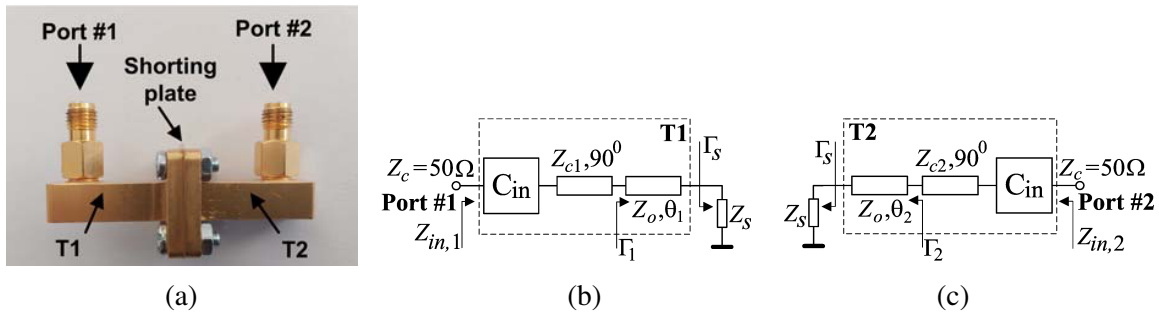 Port #1
Port #2
Shorting
plate
T1
T2
(a)
T1
Γs
Zc1,90⁰
Zc=50Ω
Cin
Port #1
Zo,θ1
Zs
Zin,1
Γ1
(b)
T2
Γs
Zc2,90⁰
Zc=50Ω
Cin
Port #2
Zs
Zo,θ2
Zin,2
Γ2
(c)